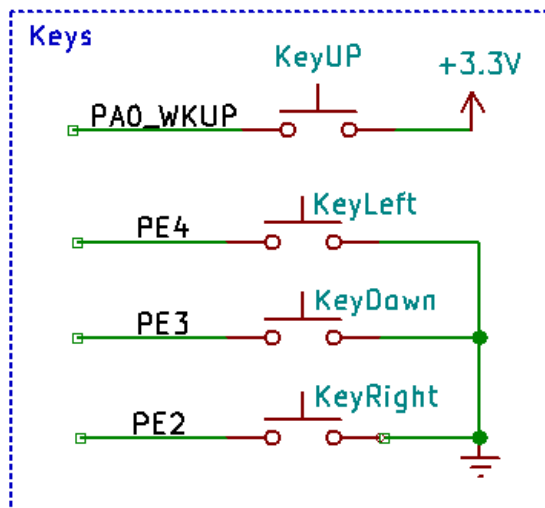 Keys
KeyUP
+3.3V
PA0_WKUP
KeyLeft
PE4
KeyDown
PE3
KeyRight
PE2